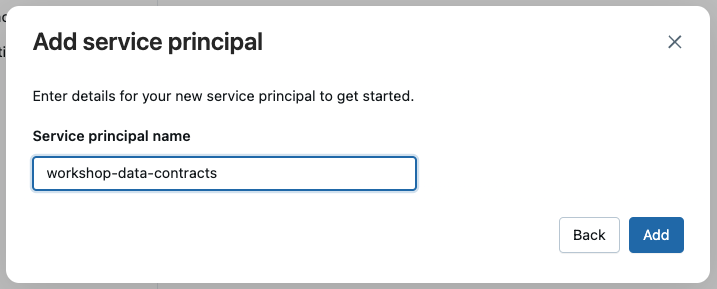 Add service principal
Enter details for your new service principal to get started.
Service principal name
workshop-data-contracts
Back
Add